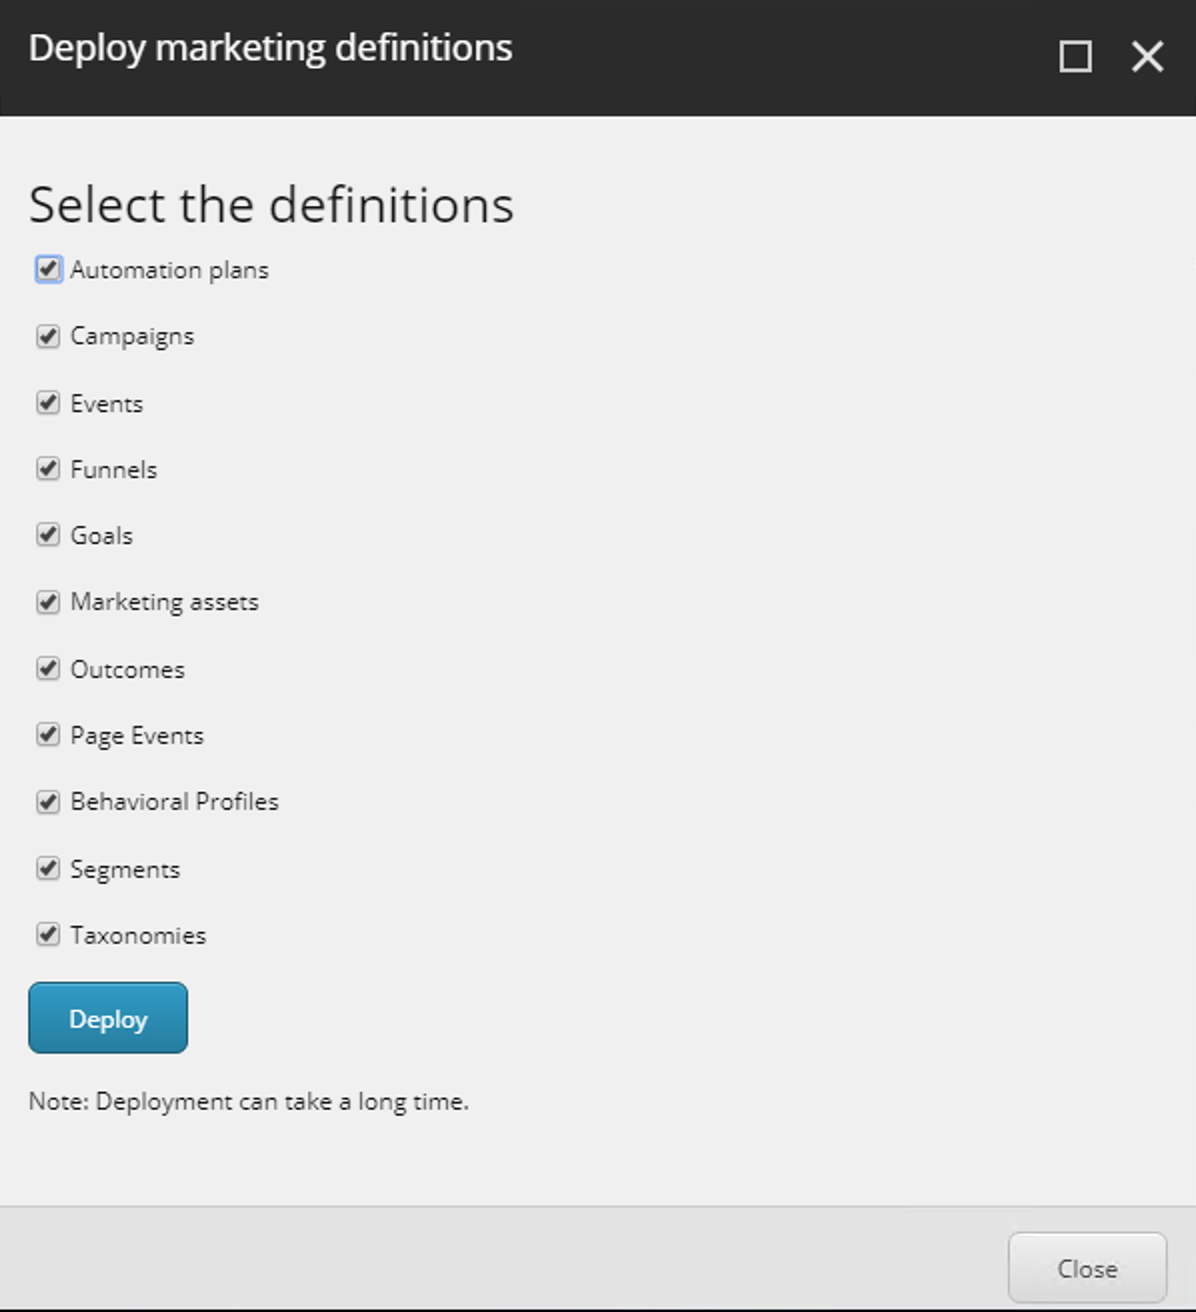 Deploy marketing definitions
Select the definitions
Automation plans
Campaigns
Events
Funnels
Goals
Marketing assets
Outcomes
Page Events
Behavioral Profiles
Segments
Taxonomies
Deploy
Note: Deployment can take a long time.
Close